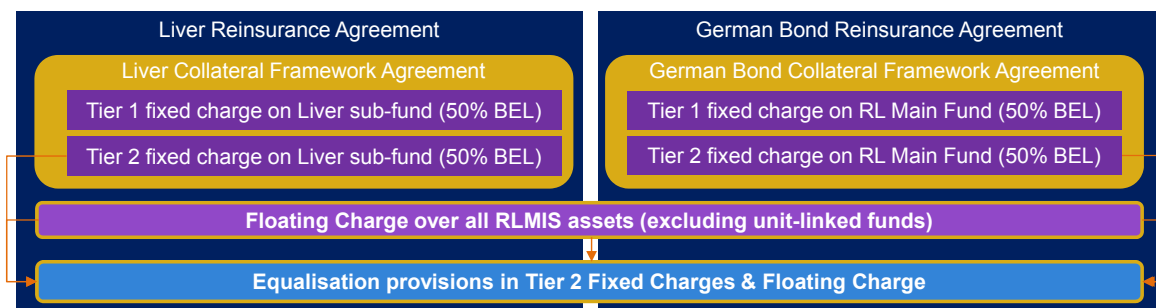 Liver Reinsurance Agreement
Liver Collateral Framework Agreement
Tier 1 fixed charge on Liver sub-fund (50% BEL)
Tier 2 fixed charge on Liver sub-fund (50% BEL)
German Bond Reinsurance Agreement
German Bond Collateral Framework Agreement
Tier 1 fixed charge on RL Main Fund (50% BEL)
Tier 2 fixed charge on RL Main Fund (50% BEL)
Floating Charge over all RLMIS assets (excluding unit-linked funds)
Equalisation provisions in Tier 2 Fixed Charges & Floating Charge